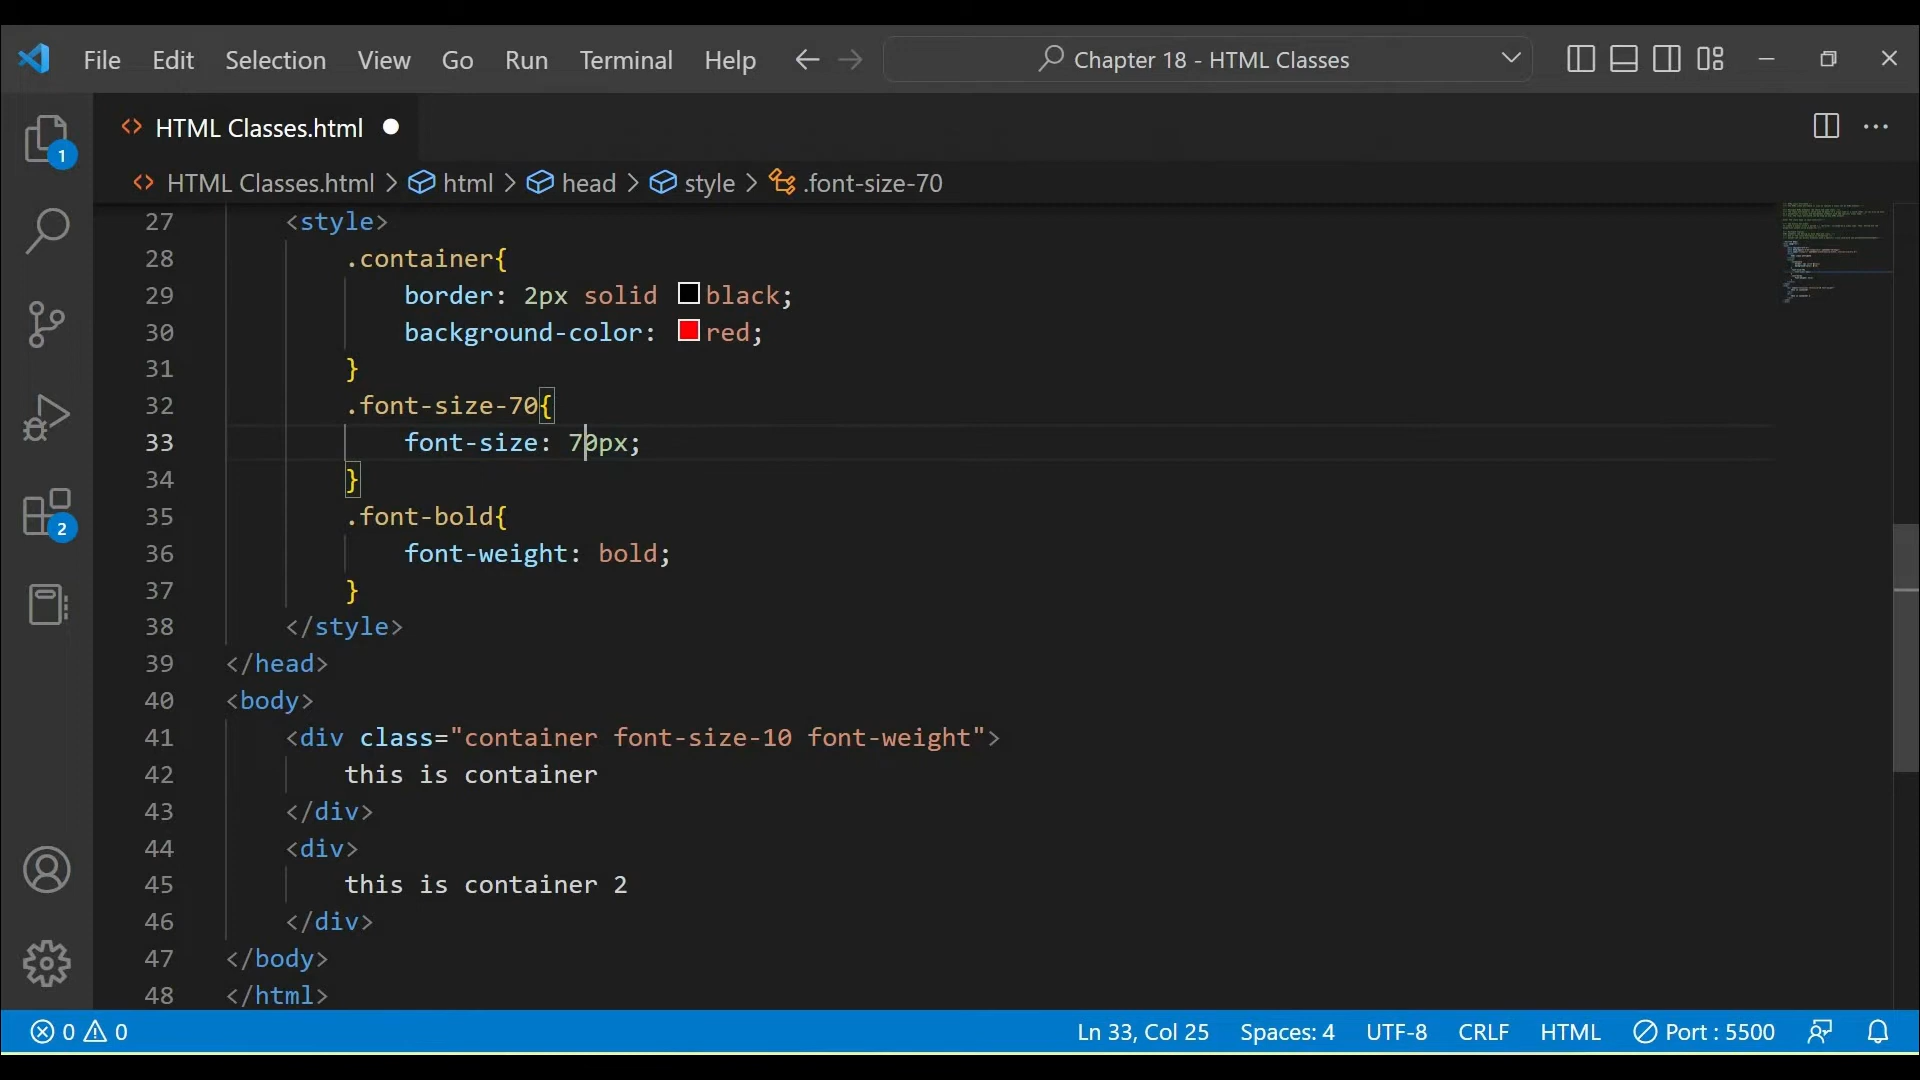 File Edit Selection View Go Run Terminal Help Chapter 18 - HTML Classes
HTML Classes.html
HTML Classes.html > html > head > style > .font-size-70
27 <style>
28 .container{
29 border: 2px solid black;
30 background-color: red;
31 }
32 .font-size-70{
33 font-size: 70px;
34 }
35 .font-bold{
36 font-weight: bold;
37 }
38 </style>
39 </head>
40 <body>
41 <div class="container font-size-10 font-weight">
42 this is container
43 </div>
44 <div>
45 this is container 2
46 </div>
47 </body>
48 </html>
1
2
0 0 Ln 33, Col 25 Spaces: 4 UTF-8 CRLF HTML Port : 5500